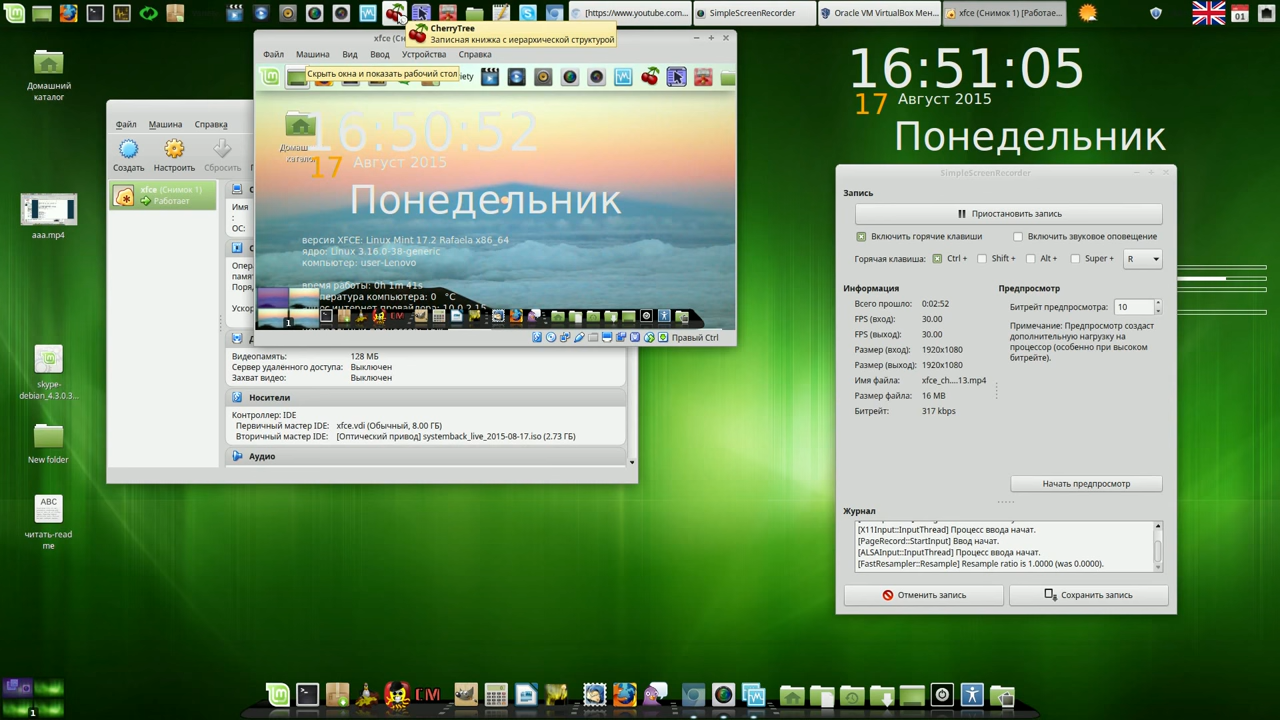 [https://www.youtube.com...
SimpleScreenRecorder
Oracle VM VirtualBox Мен...
xfce (Снимок 1) [Работае...
01
CherryTree
Записная книжка с иерархической структурой
Домашний
каталог
aaa.mp4
skype-
debian_4.3.0.3...
New folder
ABC
читать-read
me
Файл
Машина
Справка
Создать
Настроить
Сбросить
xfce (Снимок 1)
Работает
Имя
:
ОС:
Видеопамять: 128 МБ
Сервер удаленного доступа: Выключен
Захват видео: Выключен
Носители
Контроллер: IDE
Первичный мастер IDE: xfce.vdi (Обычный, 8.00 ГБ)
Вторичный мастер IDE: [Оптический привод] systemback_live_2015-08-17.iso (2.73 ГБ)
Аудио
Файл
Машина
Вид
Ввод
Устройства
Справка
Скрыть окна и показать рабочий стол
16:50:52
17 Август 2015
Понедельник
версия XFCE: Linux Mint 17.2 Rafaela x86_64
ядро: Linux 3.16.0-38-generic
компьютер: user-Lenovo
время работы: 0h 1m 41s
1
Правый Ctrl
16:51:05
17 Август 2015
Понедельник
SimpleScreenRecorder
Запись
Приостановить запись
Включить горячие клавиши
Включить звуковое оповещение
Горячая клавиша: Ctrl + Shift + Alt + Super + R
Информация
Всего прошло: 0:02:52
FPS (вход): 30.00
FPS (выход): 30.00
Размер (вход): 1920x1080
Размер (выход): 1920x1080
Имя файла: xfce_ch....13.mp4
Размер файла: 16 MB
Битрейт: 317 kbps
Предпросмотр
Битрейт предпросмотра: 10
Примечание: Предпросмотр создаст
дополнительную нагрузку на
процессор (особенно при высоком
битрейте).
Начать предпросмотр
Журнал
[X11Input::InputThread] Процесс ввода начат.
[PageRecord::StartInput] Ввод начат.
[ALSAInput::InputThread] Процесс ввода начат.
[FastResampler::Resample] Resample ratio is 1.0000 (was 0.0000).
Отменить запись
Сохранить запись
1